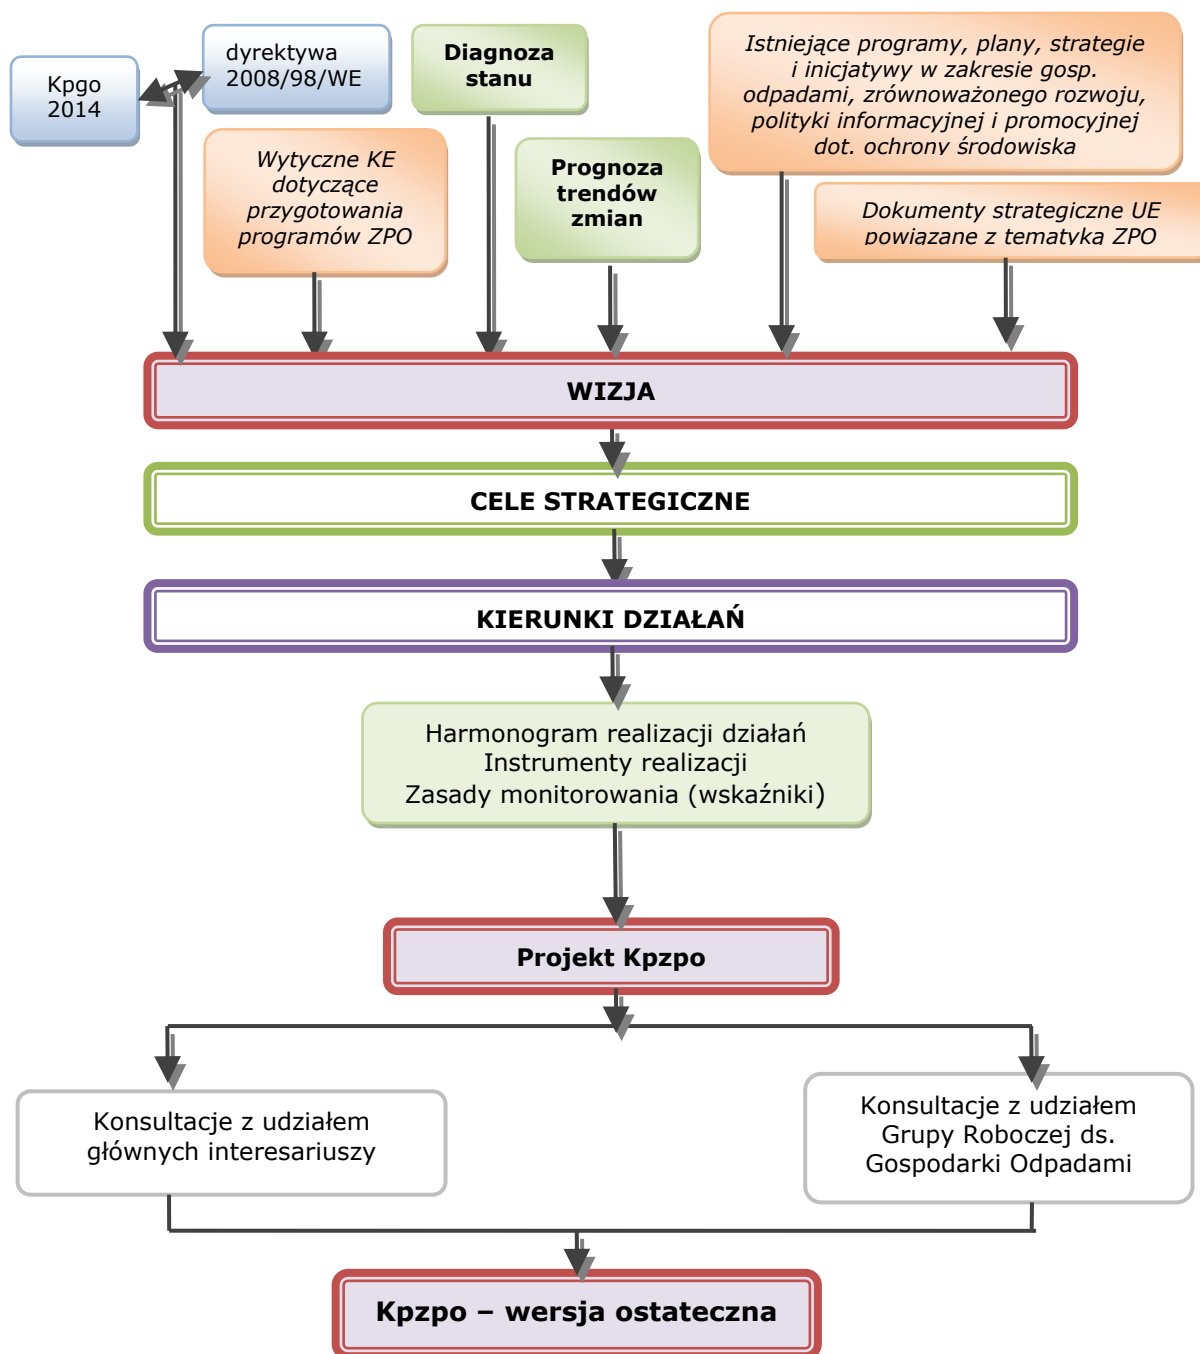 Kpgo
2014
dyrektywa
2008/98/WE
Diagnoza
stanu
Istniejące programy, plany, strategie
i inicjatywy w zakresie gosp.
odpadami, zrównoważonego rozwoju,
polityki informacyjnej i promocyjnej
dot. ochrony środowiska
Wytyczne KE
dotyczące
przygotowania
programów ZPO
Prognoza
trendów
zmian
Dokumenty strategiczne UE
powiązane z tematyka ZPO
WIZJA
CELE STRATEGICZNE
KIERUNKI DZIAŁAŃ
Harmonogram realizacji działań
Instrumenty realizacji
Zasady monitorowania (wskaźniki)
Projekt Kpzpo
Konsultacje z udziałem
głównych interesariuszy
Konsultacje z udziałem
Grupy Roboczej ds.
Gospodarki Odpadami
Kpzpo – wersja ostateczna